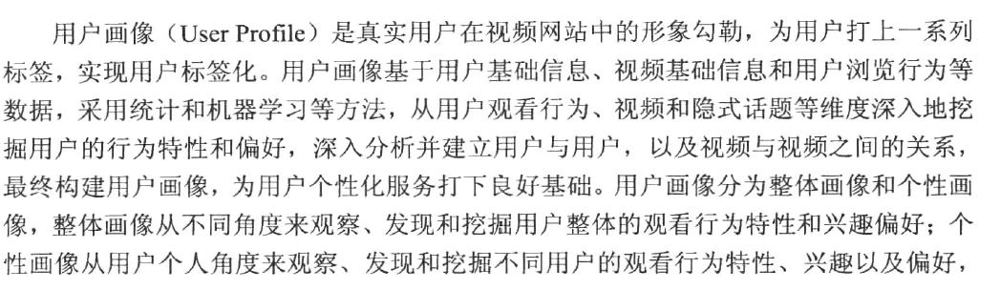 用户画像（User Profile）是真实用户在视频网站中的形象勾勒，为用户打上一系列
标签，实现用户标签化。用户画像基于用户基础信息、视频基础信息和用户浏览行为等
数据，采用统计和机器学习等方法，从用户观看行为、视频和隐式话题等维度深入地挖
掘用户的行为特性和偏好，深入分析并建立用户与用户，以及视频与视频之间的关系，
最终构建用户画像，为用户个性化服务打下良好基础。用户画像分为整体画像和个性画
像，整体画像从不同角度来观察、发现和挖掘用户整体的观看行为特性和兴趣偏好；个
性画像从用户个人角度来观察、发现和挖掘不同用户的观看行为特性、兴趣以及偏好，